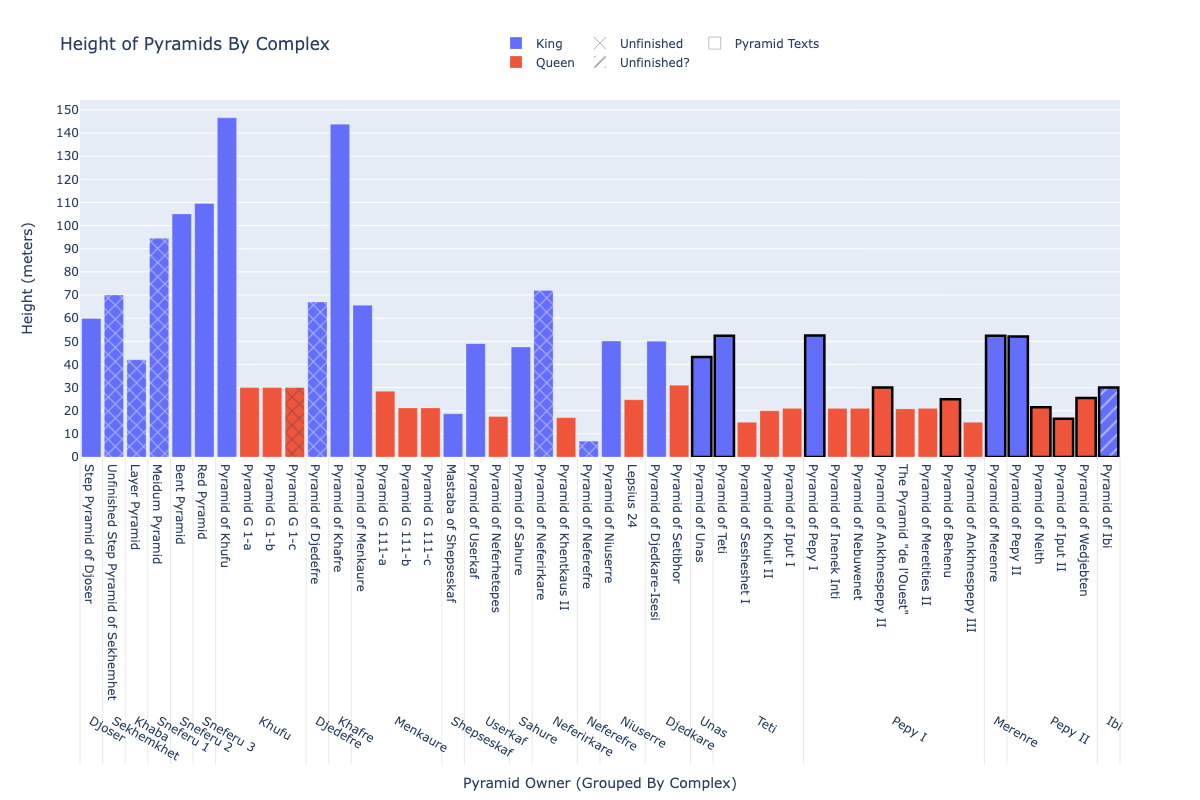 Height of Pyramids By Complex
King
Queen
Unfinished
Unfinished?
Pyramid Texts
Height (meters)
150
140
130
120
110
100
90
80
70
60
50
40
30
20
10
0
Step Pyramid of Djoser
Unfinished Step Pyramid of Sekhemhet
Layer Pyramid
Meidum Pyramid
Bent Pyramid
Red Pyramid
Pyramid of Khufu
Pyramid G 1-a
Pyramid G 1-b
Pyramid G 1-c
Pyramid of Djedefre
Pyramid of Khafre
Pyramid of Menkaure
Pyramid G 111-a
Pyramid G 111-b
Pyramid G 111-c
Mastaba of Shepseskaf
Pyramid of Userkaf
Pyramid of Neferhetepes
Pyramid of Sahure
Pyramid of Neferirkare
Pyramid of Khentkaus II
Pyramid of Neferefre
Pyramid of Niuserre
Lepsius 24
Pyramid of Djedkare-Isesi
Pyramid of Setibhor
Pyramid of Unas
Pyramid of Teti
Pyramid of Sesheshet I
Pyramid of Khuit II
Pyramid of Iput I
Pyramid of Pepy I
Pyramid of Inenek Inti
Pyramid of Nebuwenet
Pyramid of Ankhnespepy II
The Pyramid "de l'Ouest"
Pyramid of Meretities II
Pyramid of Behenu
Pyramid of Ankhnespepy III
Pyramid of Merenre
Pyramid of Pepy II
Pyramid of Neith
Pyramid of Iput II
Pyramid of Wedjebten
Pyramid of Ibi
Djoser
Sekhemkhet
Khaba
Sneferu 1
Sneferu 2
Sneferu 3
Khufu
Djedefre
Khafre
Menkaure
Shepseskaf
Userkaf
Sahure
Neferirkare
Neferefre
Niuserre
Djedkare
Unas
Teti
Pepy I
Merenre
Pepy II
Ibi
Pyramid Owner (Grouped By Complex)